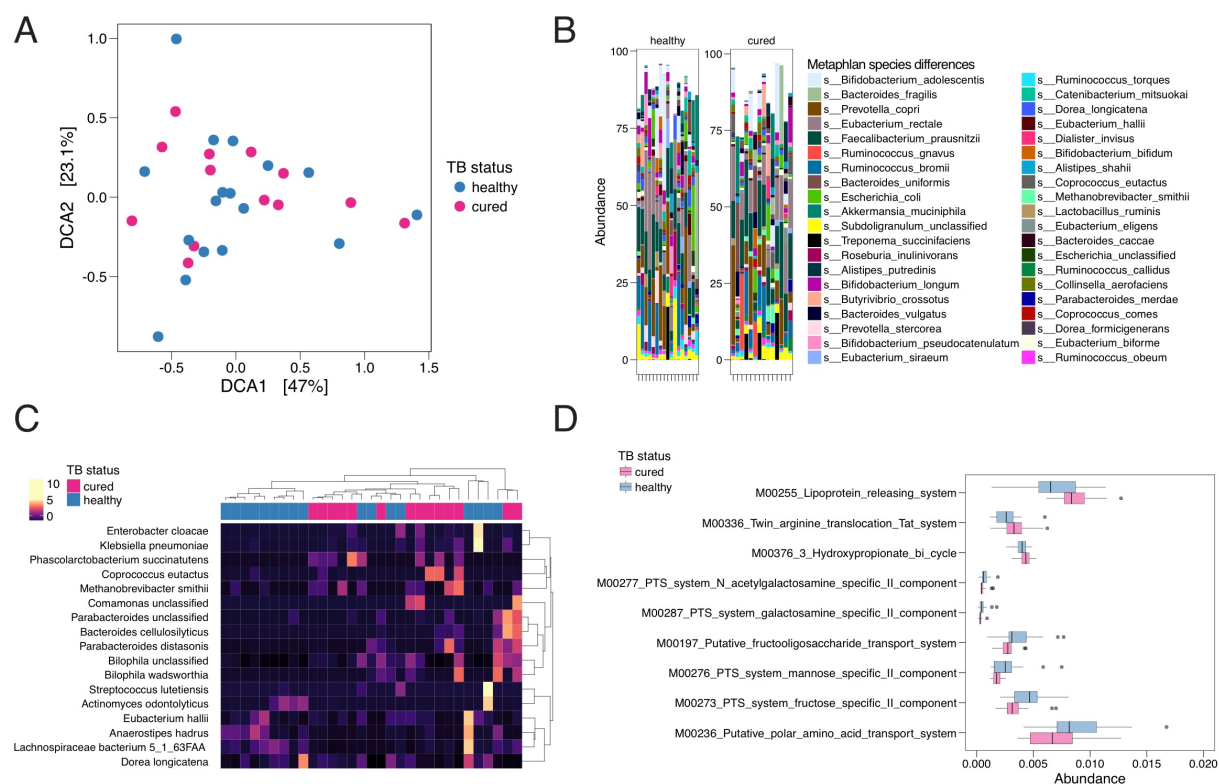 A
1.0
0.5
0.0
-0.5
DCA2 [23.1%]
-0.5 0.0 0.5 1.0 1.5
DCA1 [47%]
TB status
healthy
cured
B
healthy cured
100 100
75 75
50 50
25 25
0 0
Abundance
Metaphlan species differences
s__Bifidobacterium_adolescentis
s__Bacteroides_fragilis
s__Prevotella_copri
s__Eubacterium_rectale
s__Faecalibacterium_prausnitzii
s__Ruminococcus_gnavus
s__Ruminococcus_bromii
s__Bacteroides_uniformis
s__Escherichia_coli
s__Akkermansia_muciniphila
s__Subdoligranulum_unclassified
s__Treponema_succinifaciens
s__Roseburia_inulinivorans
s__Alistipes_putredinis
s__Bifidobacterium_longum
s__Butyrivibrio_crossotus
s__Bacteroides_vulgatus
s__Prevotella_stercorea
s__Bifidobacterium_pseudocatenulatum
s__Eubacterium_siraeum
s__Ruminococcus_torques
s__Catenibacterium_mitsuokai
s__Dorea_longicatena
s__Eubacterium_hallii
s__Dialister_invisus
s__Bifidobacterium_bifidum
s__Alistipes_shahii
s__Coprococcus_eutactus
s__Methanobrevibacter_smithii
s__Lactobacillus_ruminis
s__Eubacterium_eligens
s__Bacteroides_caccae
s__Escherichia_unclassified
s__Ruminococcus_callidus
s__Collinsella_aerofaciens
s__Parabacteroides_merdae
s__Coprococcus_comes
s__Dorea_formicigenerans
s__Eubacterium_biforme
s__Ruminococcus_obeum
C
10
5
0
TB status
cured
healthy
Enterobacter cloacae
Klebsiella pneumoniae
Phascolarctobacterium succinatutens
Coprococcus eutactus
Methanobrevibacter smithii
Comamonas unclassified
Parabacteroides unclassified
Bacteroides cellulosilyticus
Parabacteroides distasonis
Bilophila unclassified
Bilophila wadsworthia
Streptococcus lutetiensis
Actinomyces odontolyticus
Eubacterium hallii
Anaerostipes hadrus
Lachnospiraceae bacterium 5_1_63FAA
Dorea longicatena
D
TB status
cured
healthy
M00255_Lipoprotein_releasing_system
M00336_Twin_arginine_translocation_Tat_system
M00376_3_Hydroxypropionate_bi_cycle
M00277_PTS_system_N_acetylgalactosamine_specific_II_component
M00287_PTS_system_galactosamine_specific_II_component
M00197_Putative_fructooligosaccharide_transport_system
M00276_PTS_system_mannose_specific_II_component
M00273_PTS_system_fructose_specific_II_component
M00236_Putative_polar_amino_acid_transport_system
0.000 0.005 0.010 0.015 0.020
Abundance